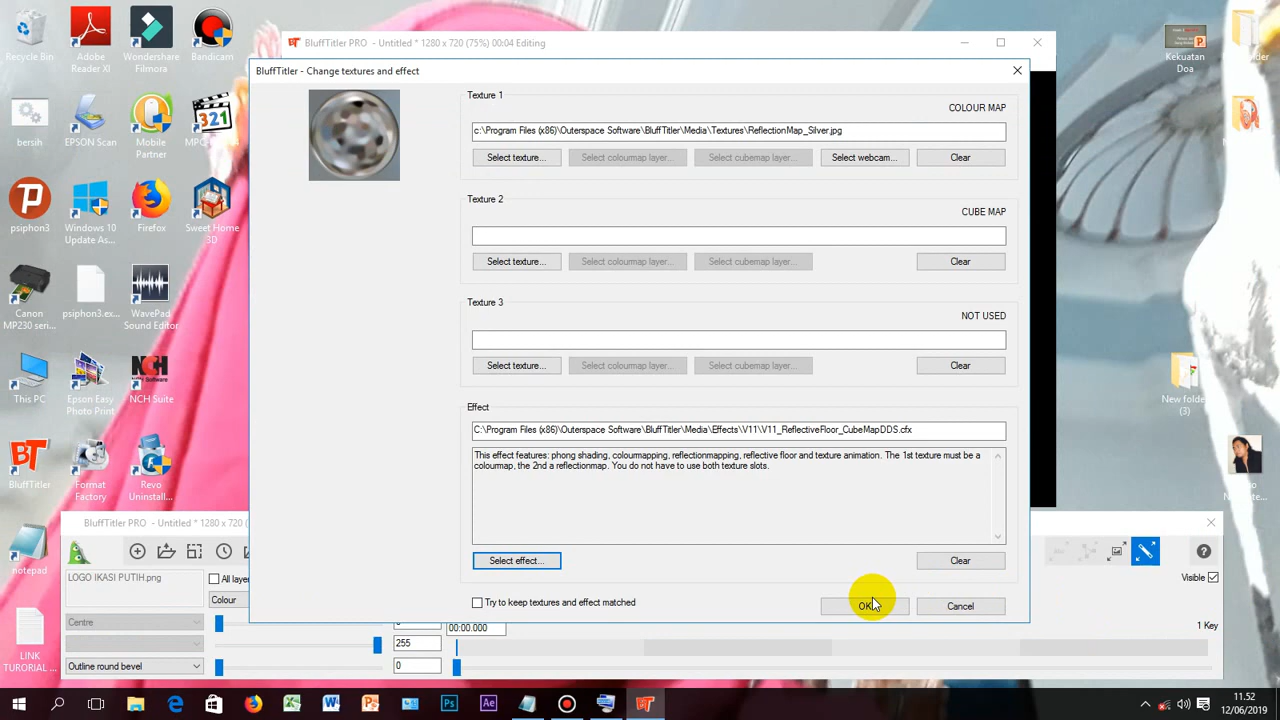 Recycle Bin
Adobe
Reader XI
Wondershare
Filmora
Bandicam
bersih
EPSON Scan
Mobile
Partner
psiphon3
Windows 10
Update As...
Firefox
Sweet Home
3D
Canon
MP230 seri...
psiphon3.ex...
WavePad
Sound Editor
This PC
Epson Easy
Photo Print
NCH
NCH Suite
BluffTitler
Format
Factory
Revo
Uninstall...
notepad
LINK
TURORIAL ...
Kekuatan
Doa
New folder
(3)
BluffTitler PRO - Untitled * 1280 x 720 (75%) 00:04 Editing
BluffTitler - Change textures and effect
Texture 1
COLOUR MAP
c:\Program Files (x86)\Outerspace Software\BluffTitler\Media\Textures\ReflectionMap_Silver.jpg
Select texture...
Select colourmap layer...
Select cubemap layer...
Select webcam...
Clear
Texture 2
CUBE MAP
Select texture...
Select colourmap layer...
Select cubemap layer...
Clear
Texture 3
NOT USED
Select texture...
Select colourmap layer...
Select cubemap layer...
Clear
Effect
C:\Program Files (x86)\Outerspace Software\BluffTitler\Media\Effects\V11\V11_ReflectiveFloor_CubeMapDDS.cfx
This effect features: phong shading, colourmapping, reflectionmapping, reflective floor and texture animation. The 1st texture must be a
colourmap, the 2nd a reflectionmap. You do not have to use both texture slots.
Select effect...
Clear
Try to keep textures and effect matched
OK
Cancel
BluffTitler PRO - Untitled * 1280 x 720 (
LOGO IKASI PUTIH.png
All layer
Colour
Centre
00:00.000
1 Key
Visible
255
Outline round bevel
0
11.52
12/06/2019